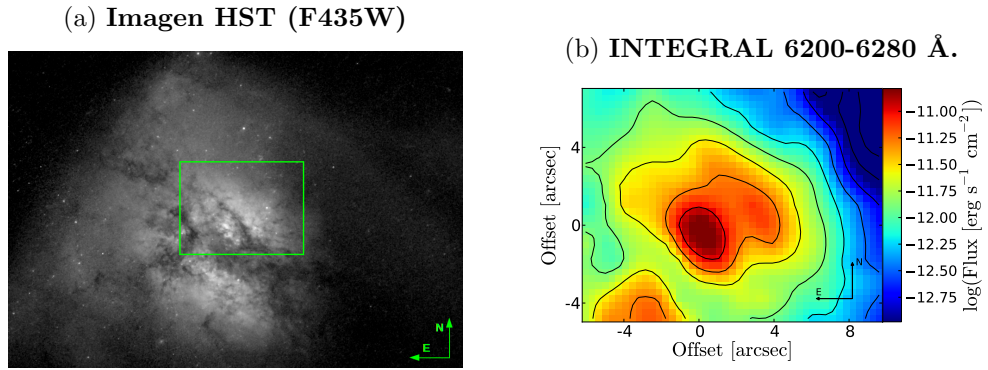 (a) Imagen HST (F435W)
N
E
(b) INTEGRAL 6200-6280 Å.
Offset [arcsec]
4
0
-4
-4
0
4
8
Offset [arcsec]
N
E
−11.00
−11.25
−11.50
−11.75
−12.00
−12.25
−12.50
−12.75
log(Flux [erg s⁻¹ cm⁻²])